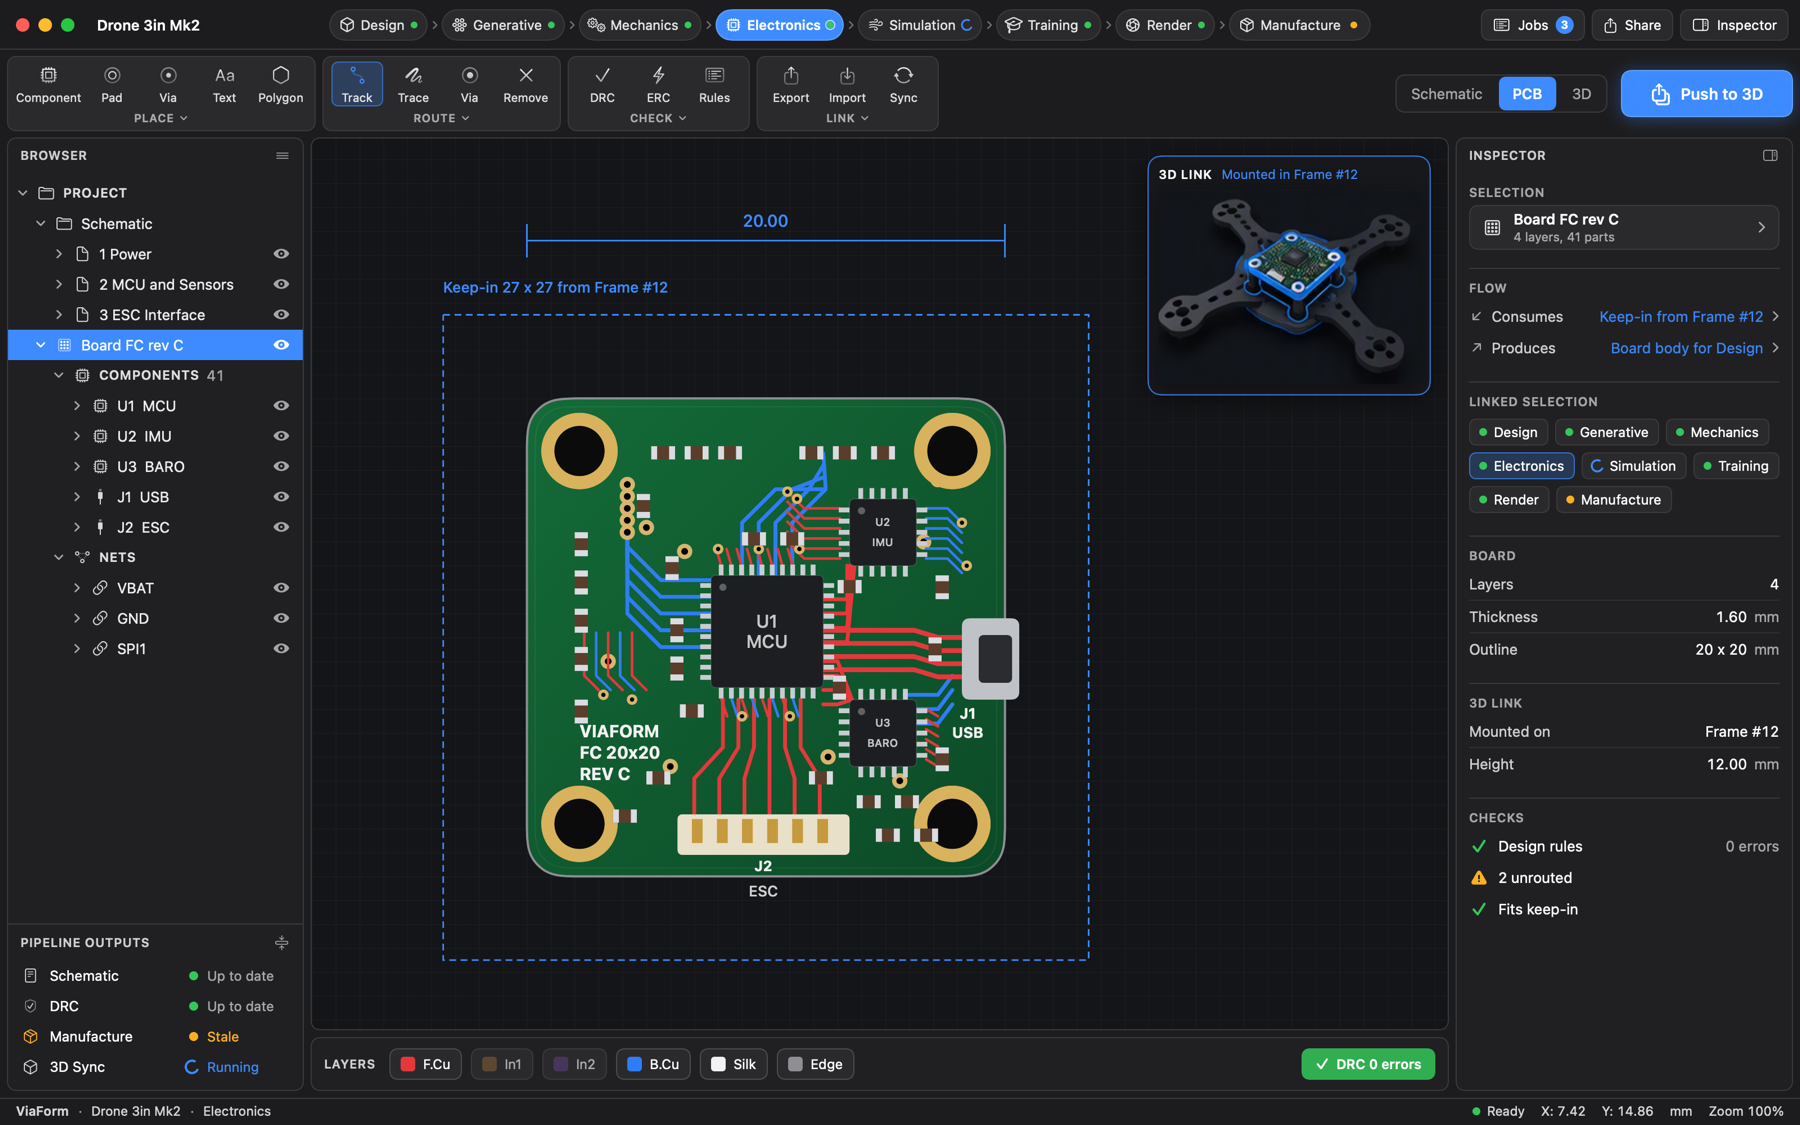 Drone 3in Mk2
Design
Generative
Mechanics
Electronics
Simulation
Training
Render
Manufacture
Jobs 3
Share
Inspector
Component
Pad
Via
Aa
Text
Polygon
PLACE
Track
Trace
Via
Remove
ROUTE
DRC
ERC
Rules
CHECK
Export
Import
Sync
LINK
Schematic
PCB
3D
Push to 3D
BROWSER
PROJECT
Schematic
1 Power
2 MCU and Sensors
3 ESC Interface
Board FC rev C
COMPONENTS 41
U1 MCU
U2 IMU
U3 BARO
J1 USB
J2 ESC
NETS
VBAT
GND
SPI1
PIPELINE OUTPUTS
Schematic Up to date
DRC Up to date
Manufacture Stale
3D Sync Running
20.00
Keep-in 27 x 27 from Frame #12
3D LINK Mounted in Frame #12
U2
IMU
U1
MCU
U3
BARO
J1
USB
VIAFORM
FC 20x20
REV C
J2
ESC
LAYERS
F.Cu
In1
In2
B.Cu
Silk
Edge
DRC 0 errors
INSPECTOR
SELECTION
Board FC rev C
4 layers, 41 parts
FLOW
Consumes Keep-in from Frame #12
Produces Board body for Design
LINKED SELECTION
Design
Generative
Mechanics
Electronics
Simulation
Training
Render
Manufacture
BOARD
Layers 4
Thickness 1.60 mm
Outline 20 x 20 mm
3D LINK
Mounted on Frame #12
Height 12.00 mm
CHECKS
Design rules 0 errors
2 unrouted
Fits keep-in
ViaForm · Drone 3in Mk2 · Electronics
Ready X: 7.42 Y: 14.86 mm Zoom 100%